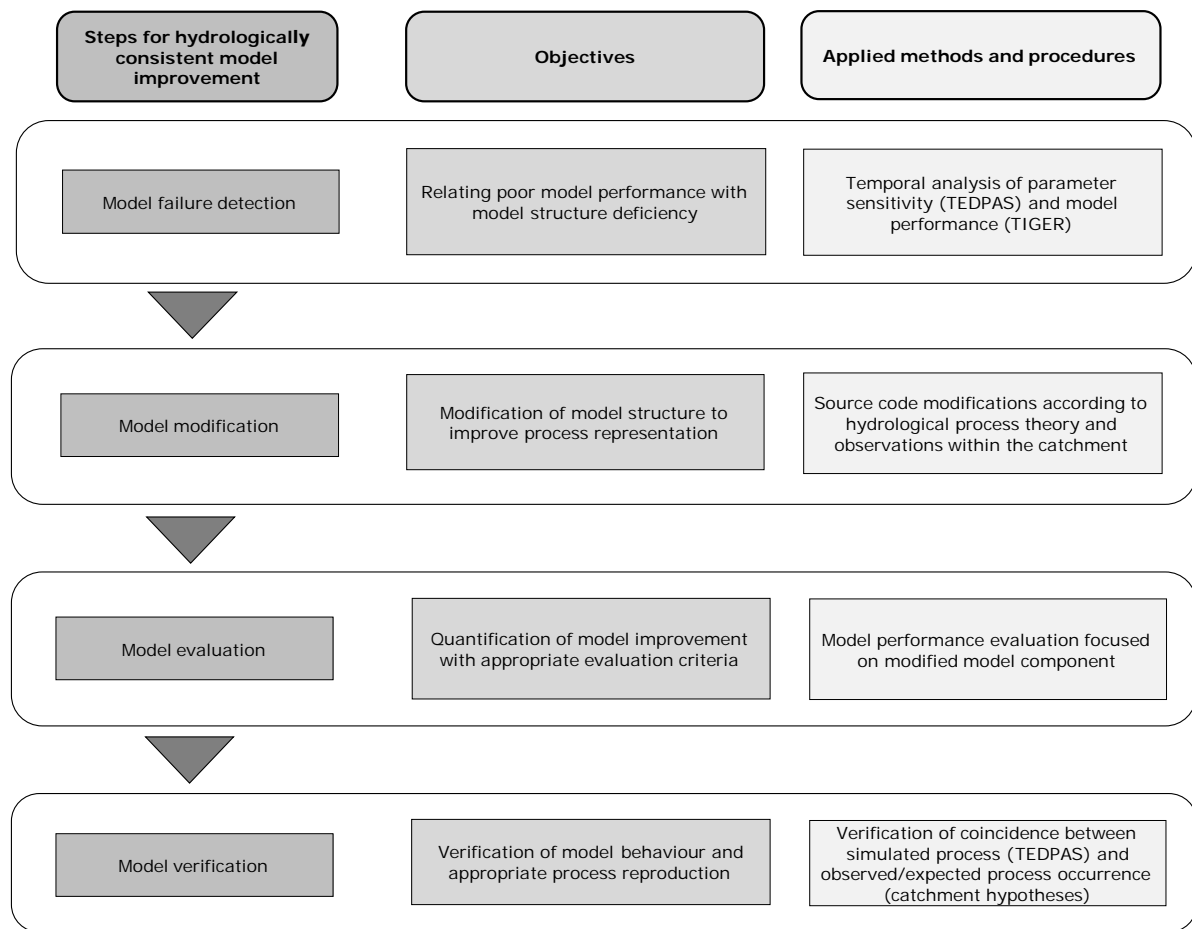 Steps for hydrologically
consistent model
improvement
Objectives
Applied methods and procedures
Model failure detection
Relating poor model performance with
model structure deficiency
Temporal analysis of parameter
sensitivity (TEDPAS) and model
performance (TIGER)
Model modification
Modification of model structure to
improve process representation
Source code modifications according to
hydrological process theory and
observations within the catchment
Model evaluation
Quantification of model improvement
with appropriate evaluation criteria
Model performance evaluation focused
on modified model component
Model verification
Verification of model behaviour and
appropriate process reproduction
Verification of coincidence between
simulated process (TEDPAS) and
observed/expected process occurrence
(catchment hypotheses)